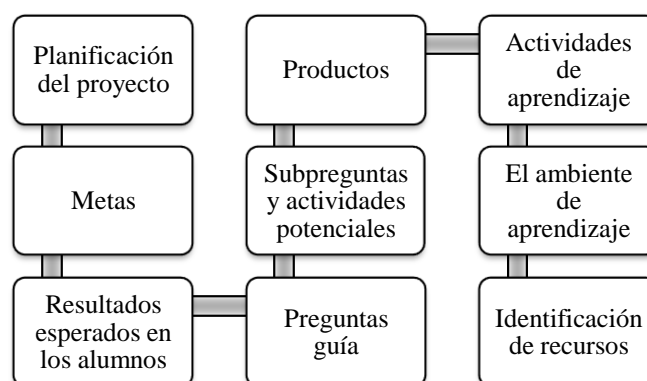 Planificación
del proyecto
Metas
Resultados
esperados en
los alumnos
Preguntas
guía
Subpreguntas
y actividades
potenciales
Productos
Actividades
de
aprendizaje
El ambiente
de
aprendizaje
Identificación
de recursos